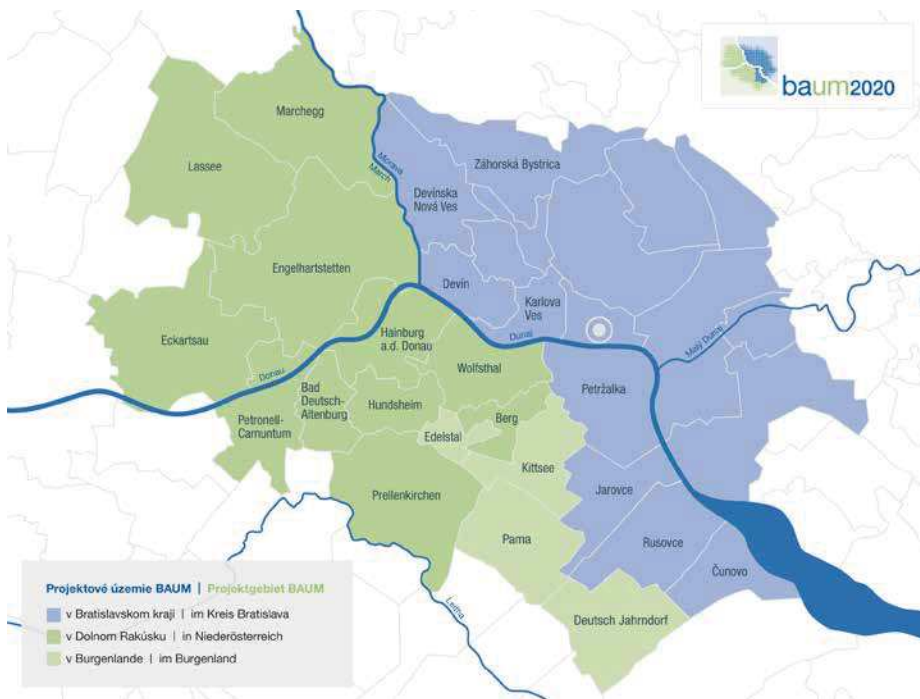 baum2020
Marchegg
Lassee
Morava
March
Záhorská Bystrica
Devínska
Nová Ves
Engelhartstetten
Devín
Karlova
Ves
Eckartsau
Hainburg
a.d. Donau
Dunaj
Malý Dunaj
Donau
Wolfsthal
Petržalka
Bad
Deutsch-
Altenburg
Hundsheim
Petronell-
Carnuntum
Berg
Edelstal
Kittsee
Jarovce
Prellenkirchen
Pama
Rusovce
Čunovo
Leitha
Deutsch Jahrndorf
Projektové územie BAUM | Projektgebiet BAUM
v Bratislavskom kraji | im Kreis Bratislava
v Dolnom Rakúsku | in Niederösterreich
v Burgenlande | im Burgenland